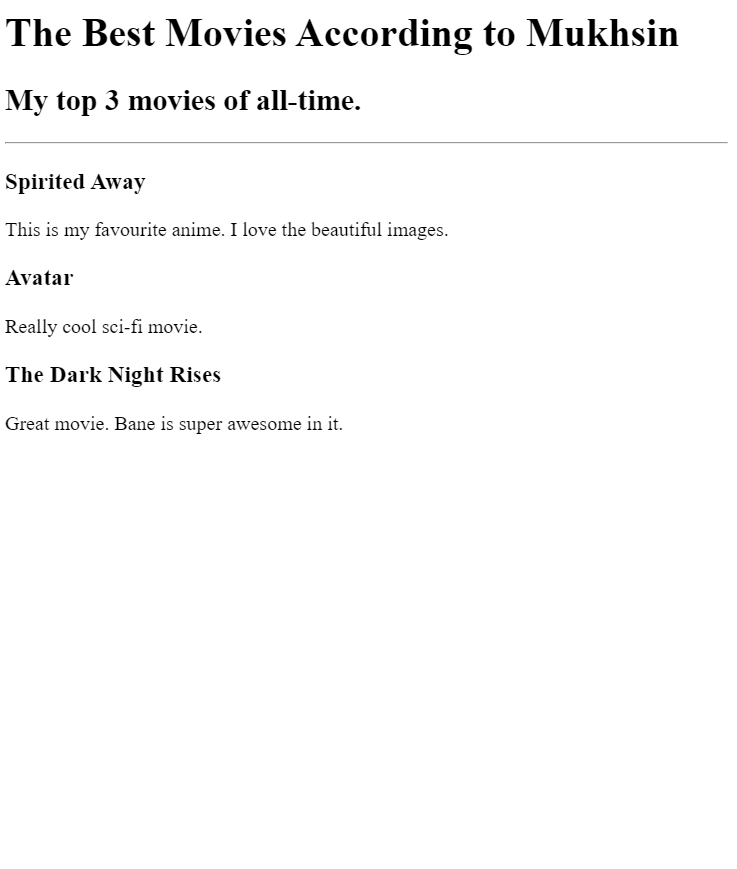 The Best Movies According to Mukhsin
My top 3 movies of all-time.
Spirited Away
This is my favourite anime. I love the beautiful images.
Avatar
Really cool sci-fi movie.
The Dark Night Rises
Great movie. Bane is super awesome in it.